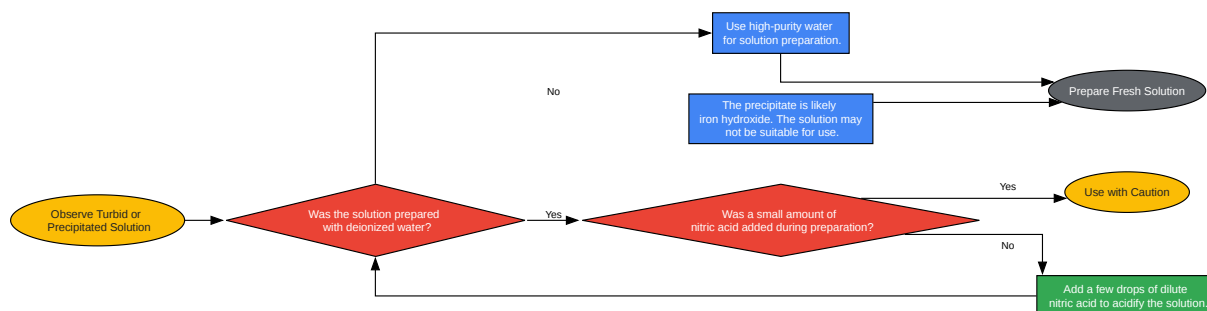 Use high-purity water
for solution preparation.
No
Prepare Fresh Solution
The precipitate is likely
iron hydroxide. The solution may
not be suitable for use.
Observe Turbid or
Precipitated Solution
Was the solution prepared
with deionized water?
Yes
Was a small amount of
nitric acid added during preparation?
Yes
Use with Caution
No
Add a few drops of dilute
nitric acid to acidify the solution.